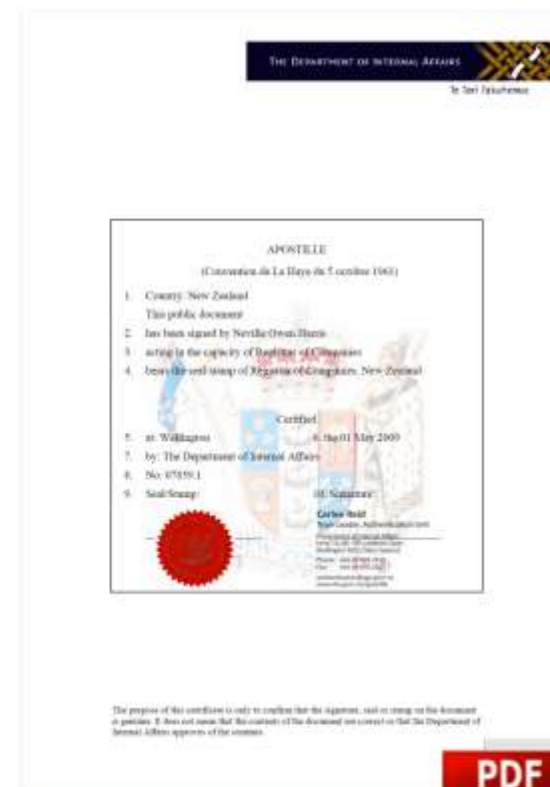 THE DEPARTMENT OF INTERNAL AFFAIRS
Te Tari Taiwhenua
APOSTILLE
(Convention de La Haye du 5 octobre 1961)
1. Country: New Zealand
This public document
2. has been signed by Neville Owen Harris
3. acting in the capacity of Registrar of Companies
4. bears the seal/stamp of Registrar of Companies, New Zealand
Certified
5. at: Wellington 6. the 01 May 2009
7. by: The Department of Internal Affairs
8. No:
9. Seal/Stamp: 10. Signature:
Carlee Reid
Team Leader, Authentication Unit
The purpose of this certificate is only to confirm that the signature, seal or stamp on the document
is genuine. It does not mean that the contents of the document are correct or that the Department of
Internal Affairs approves of the contents.
PDF